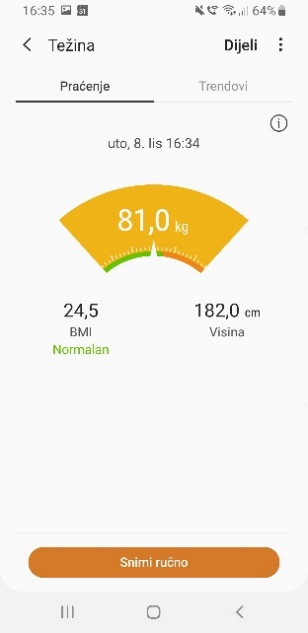 16:35 31 64%
Težina Dijeli
Praćenje Trendovi
uto, 8. lis 16:34
81,0 kg
24,5 182,0 cm
BMI Visina
Normalan
Snimi ručno